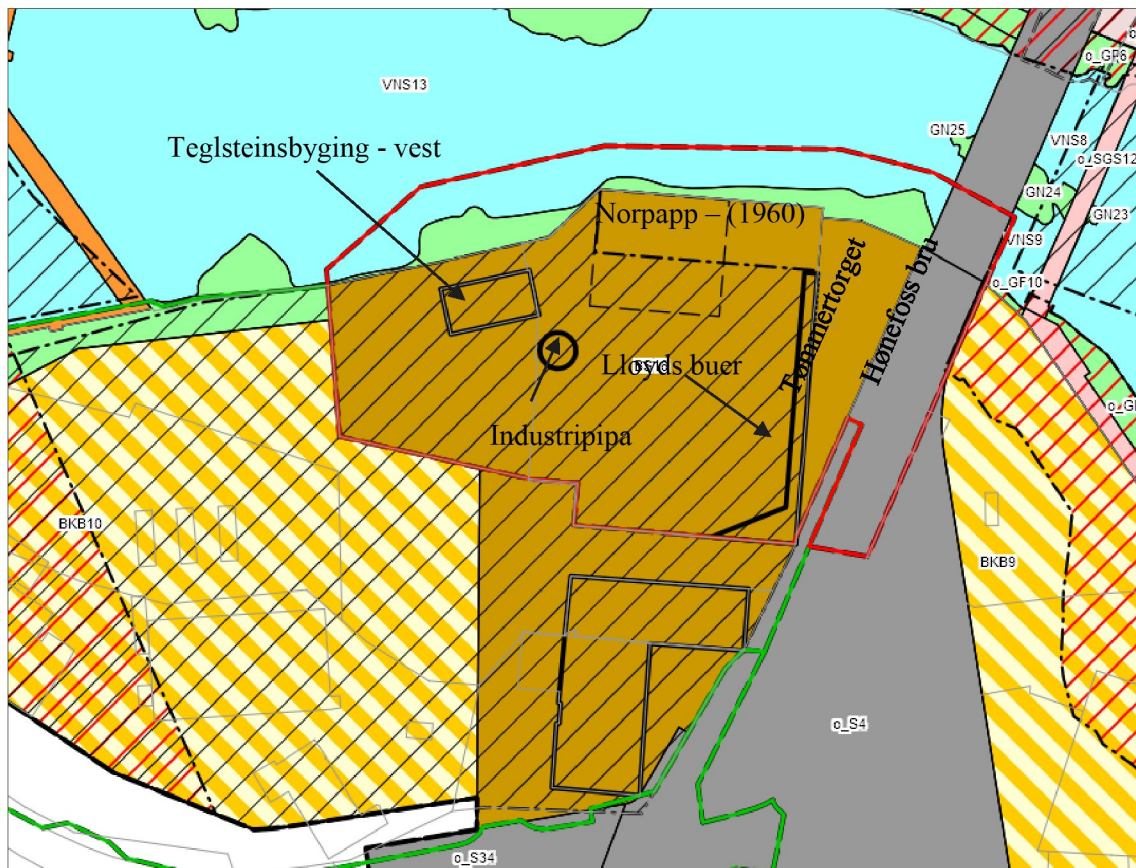 o_GP6
VNS13
GN25
VNS8
Teglsteinsbyging - vest
o_SGS12
GN24
Norpapp – (1960)
GN23
VNS9
Tømmertorget
Hønefoss bru
o_GF10
Lloyds buer
Industripipa
BKB10
BKB9
o_S4
o_S34